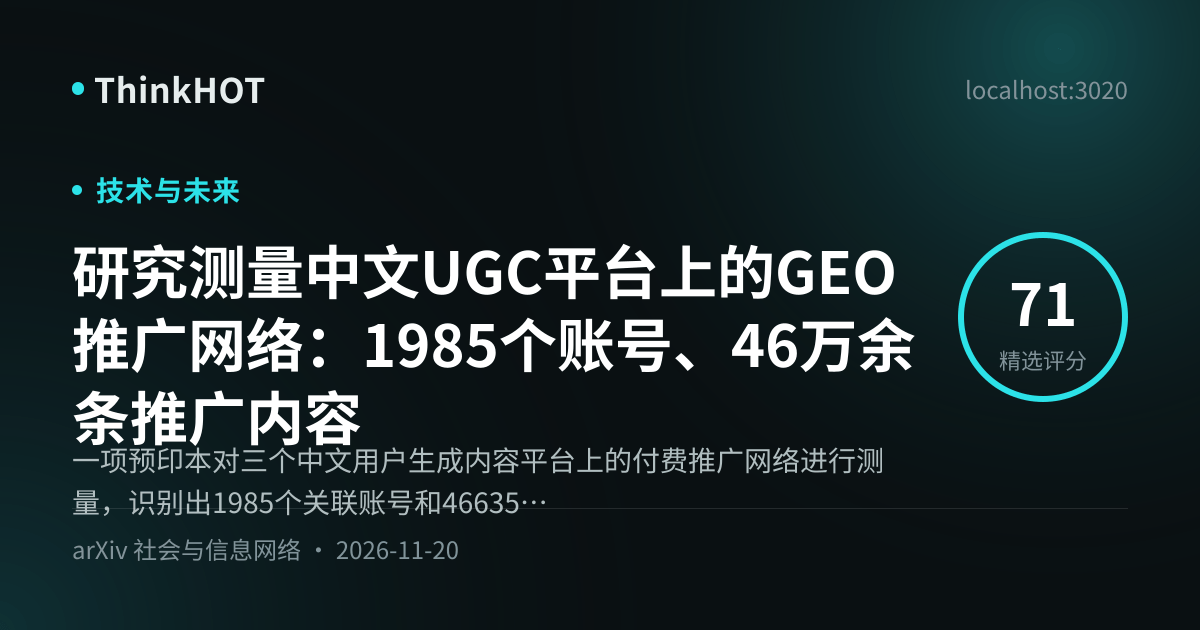 ThinkHOT
localhost:3020
技术与未来
研究测量中文UGC平台上的GEO
推广网络：1985个账号、46万余
条推广内容
71
精选评分
一项预印本对三个中文用户生成内容平台上的付费推广网络进行测
量，识别出1985个关联账号和46635…
arXiv 社会与信息网络 · 2026-11-20